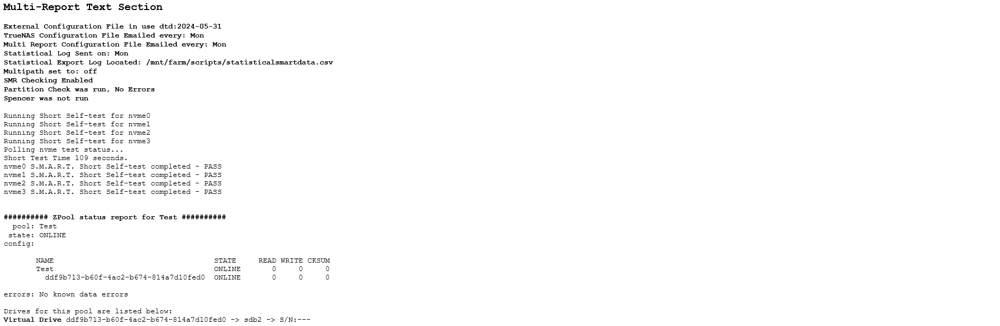 Multi-Report Text Section
External Configuration File in use dtd:2024-05-31
TrueNAS Configuration File Emailed every: Mon
Multi Report Configuration File Emailed every: Mon
Statistical Log Sent on: Mon
Statistical Export Log Located: /mnt/farm/scripts/statisticalsmartdata.csv
Multipath set to: off
SMR Checking Enabled
Partition Check was run, No Errors
Spencer was not run
Running Short Self-test for nvme0
Running Short Self-test for nvme1
Running Short Self-test for nvme2
Running Short Self-test for nvme3
Polling nvme test status...
Short Test Time 109 seconds.
nvme0 S.M.A.R.T. Short Self-test completed - PASS
nvme1 S.M.A.R.T. Short Self-test completed - PASS
nvme2 S.M.A.R.T. Short Self-test completed - PASS
nvme3 S.M.A.R.T. Short Self-test completed - PASS
########## ZPool status report for Test ##########
pool: Test
state: ONLINE
config:
NAME STATE READ WRITE CKSUM
Test ONLINE 0 0 0
ddf9b713-b60f-4ac2-b674-814a7d10fed0 ONLINE 0 0 0
errors: No known data errors
Drives for this pool are listed below:
Virtual Drive ddf9b713-b60f-4ac2-b674-814a7d10fed0 -> sdb2 -> S/N:---